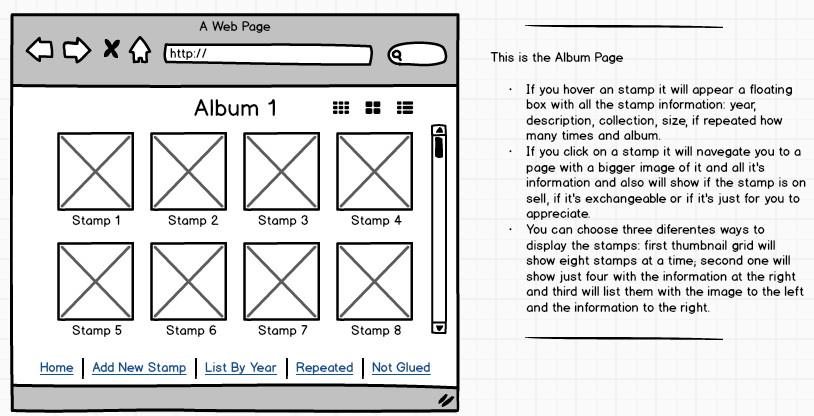 A Web Page
http://
Album 1
Stamp 1 Stamp 2 Stamp 3 Stamp 4
Stamp 5 Stamp 6 Stamp 7 Stamp 8
Home Add New Stamp List By Year Repeated Not Glued
This is the Album Page
· If you hover an stamp it will appear a floating
box with all the stamp information: year,
description, collection, size, if repeated how
many times and album.
· If you click on a stamp it will navegate you to a
page with a bigger image of it and all it's
information and also will show if the stamp is on
sell, if it's exchangeable or if it's just for you to
appreciate.
· You can choose three diferentes ways to
display the stamps: first thumbnail grid will
show eight stamps at a time; second one will
show just four with the information at the right
and third will list them with the image to the left
and the information to the right.